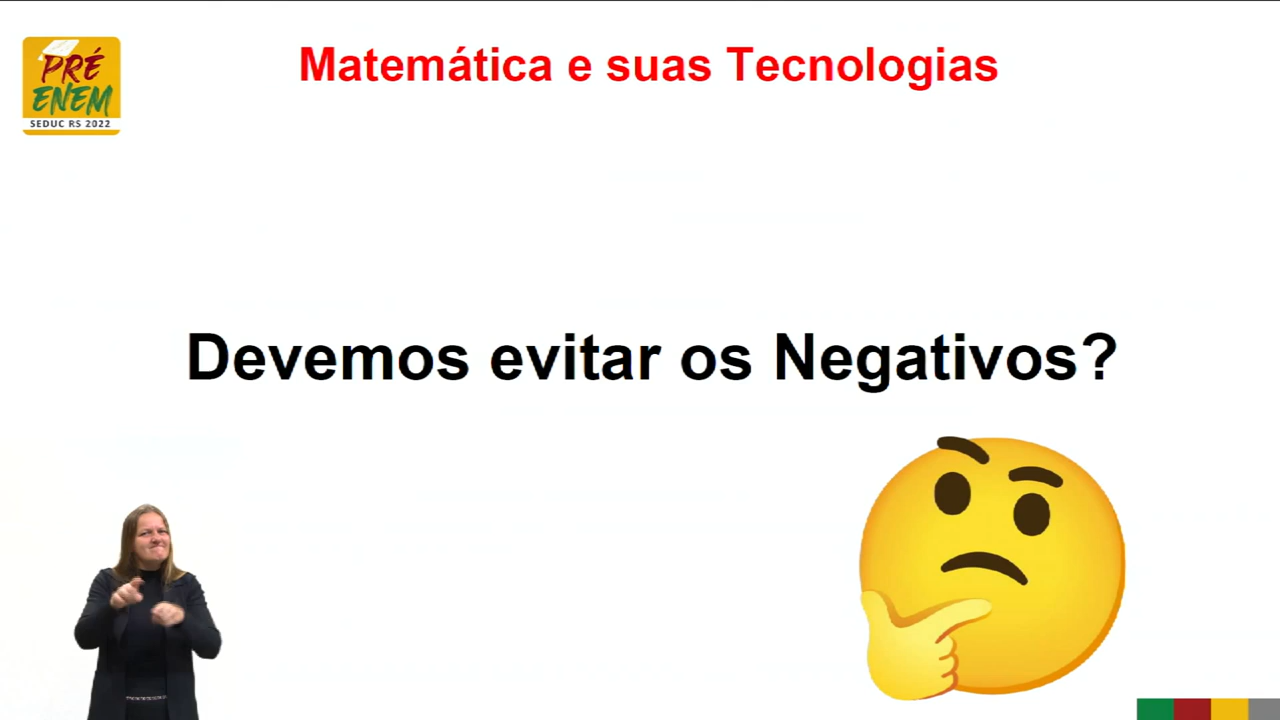 PRÉ
ENEM
SEDUC RS 2022
Matemática e suas Tecnologias
Devemos evitar os Negativos?